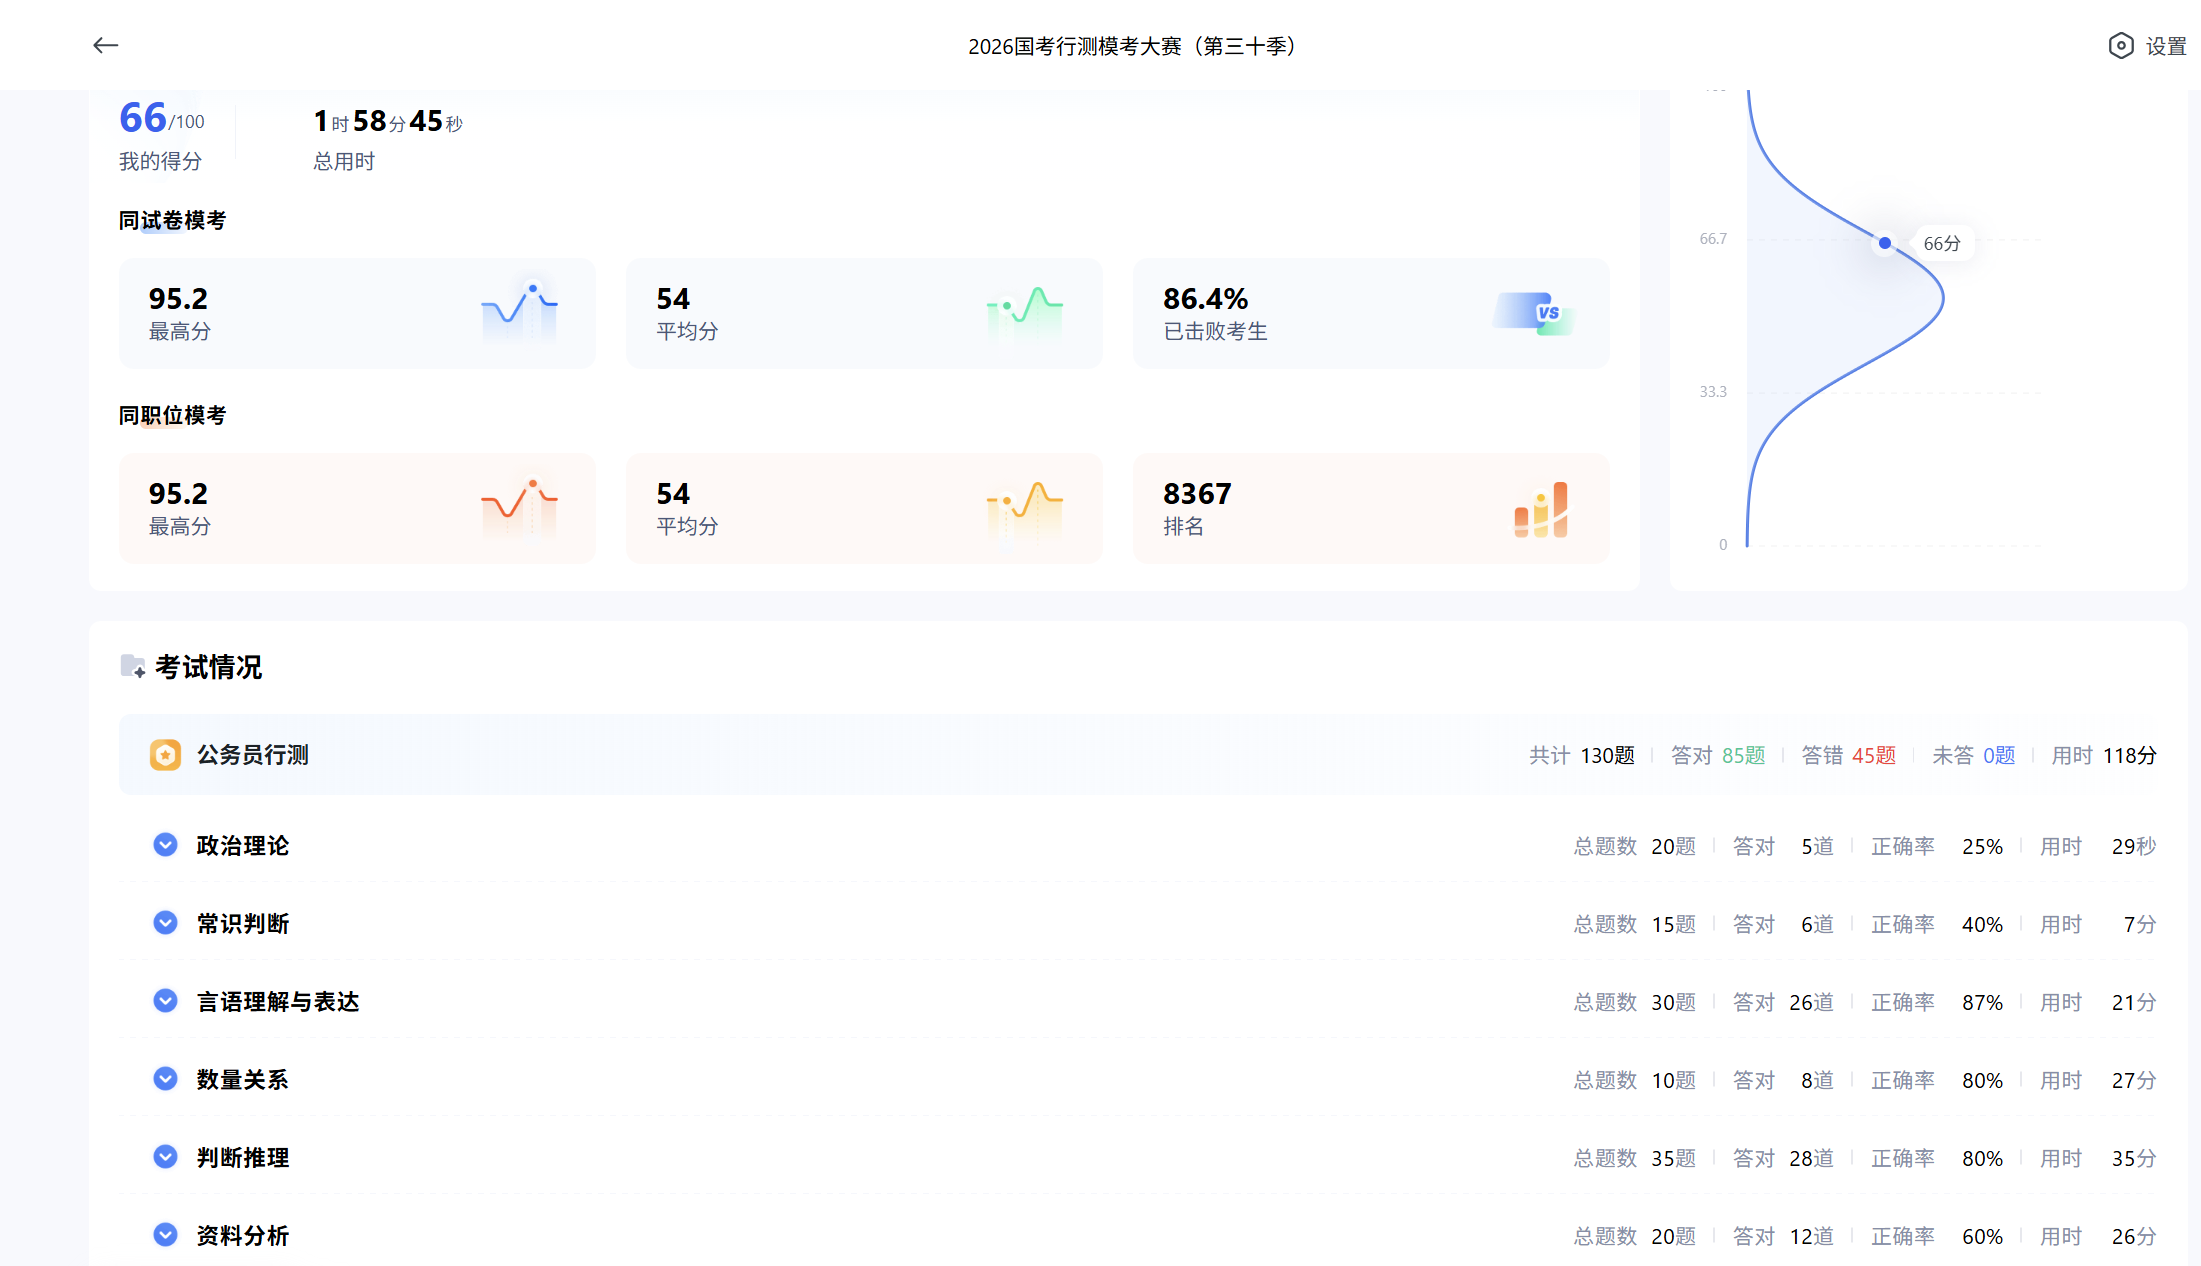 2026国考行测模考大赛（第三十季）
设置
66/100
我的得分
1时58分45秒
总用时
同试卷模考
95.2
最高分
54
平均分
86.4%
已击败考生
VS
同职位模考
95.2
最高分
54
平均分
8367
排名
66.7
66分
33.3
0
考试情况
公务员行测 共计 130题 答对 85题 答错 45题 未答 0题 用时 118分
政治理论 总题数 20题 答对 5道 正确率 25% 用时 29秒
常识判断 总题数 15题 答对 6道 正确率 40% 用时 7分
言语理解与表达 总题数 30题 答对 26道 正确率 87% 用时 21分
数量关系 总题数 10题 答对 8道 正确率 80% 用时 27分
判断推理 总题数 35题 答对 28道 正确率 80% 用时 35分
资料分析 总题数 20题 答对 12道 正确率 60% 用时 26分